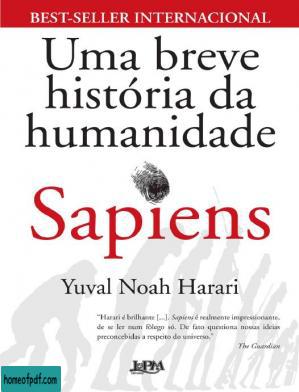 BEST-SELLER INTERNACIONAL
Uma breve
história da
humanidade
Sapiens
Yuval Noah Harari
"Harari é brilhante [...]. Sapiens é realmente impressionante,
de se ler num fôlego só. De fato questiona nossas ideias
preconcebidas a respeito do universo."
The Guardian
L&PM
homeofpdf.com